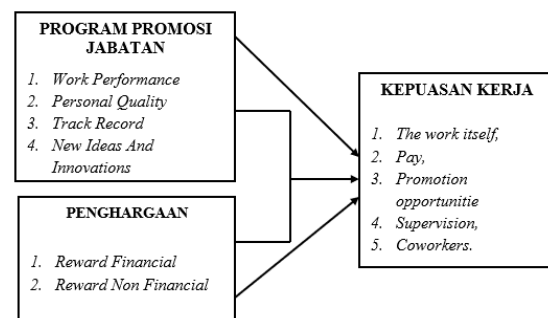 PROGRAM PROMOSI
JABATAN
1. Work Performance
2. Personal Quality
3. Track Record
4. New Ideas And
Innovations
PENGHARGAAN
1. Reward Financial
2. Reward Non Financial
KEPUASAN KERJA
1. The work itself,
2. Pay,
3. Promotion
opportunitie
4. Supervision,
5. Coworkers.